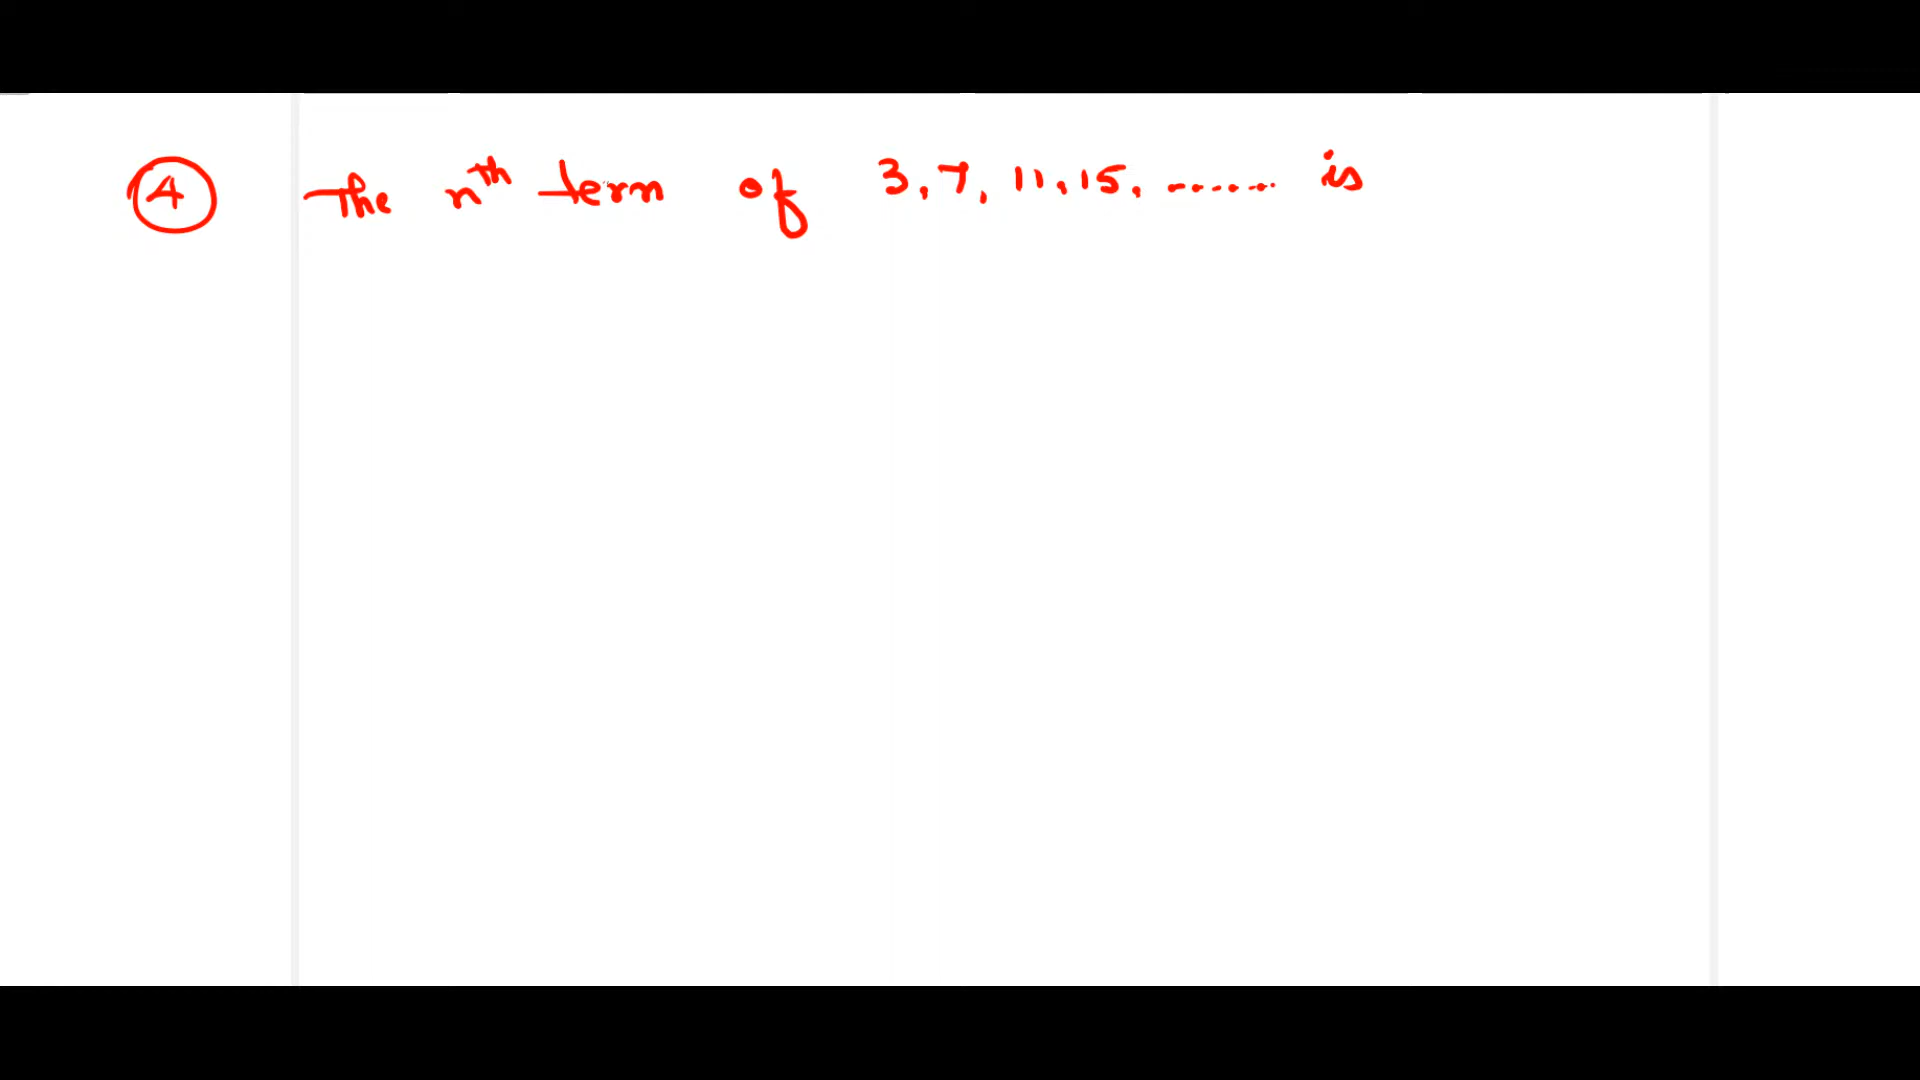 ④ The nth term of 3, 7, 11, 15, ....... is